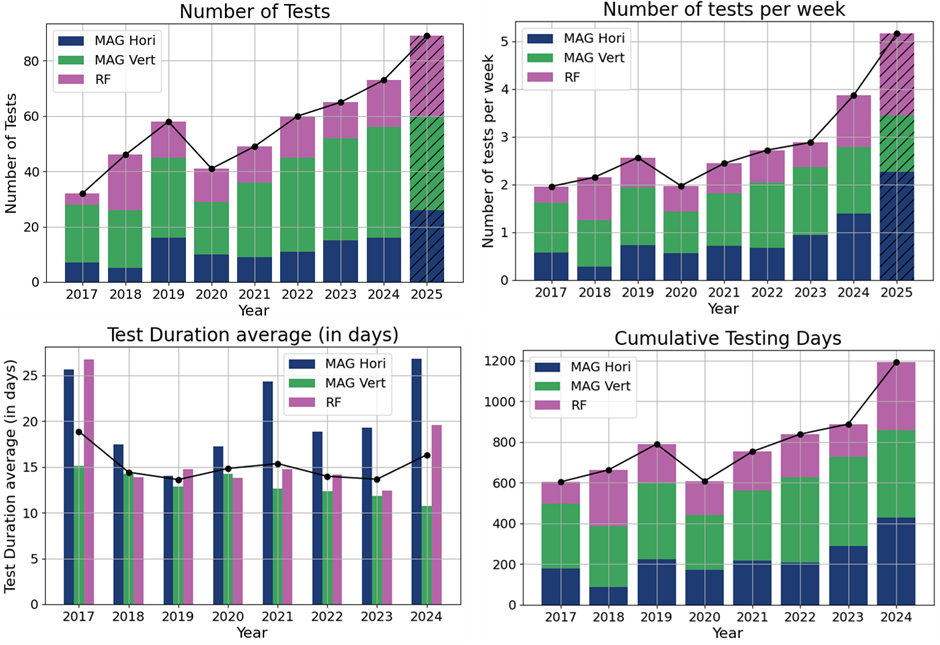 Number of Tests
Number of Tests
80
60
40
20
0
MAG Hori
MAG Vert
RF
2017 2018 2019 2020 2021 2022 2023 2024 2025
Year
Number of tests per week
Number of tests per week
5
4
3
2
1
0
MAG Hori
MAG Vert
RF
2017 2018 2019 2020 2021 2022 2023 2024 2025
Year
Test Duration average (in days)
Test Duration average (in days)
25
20
15
10
5
0
MAG Hori
MAG Vert
RF
2017 2018 2019 2020 2021 2022 2023 2024
Year
Cumulative Testing Days
1200
1000
800
600
400
200
0
MAG Hori
MAG Vert
RF
2017 2018 2019 2020 2021 2022 2023 2024
Year